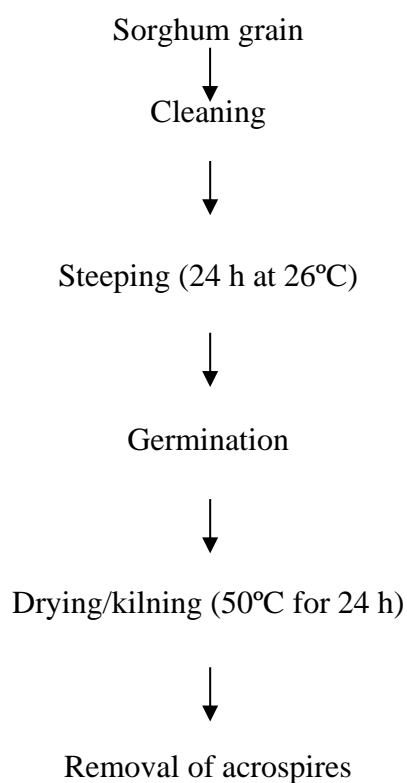 Sorghum grain
Cleaning
Steeping (24 h at 26ºC)
Germination
Drying/kilning (50ºC for 24 h)
Removal of acrospires